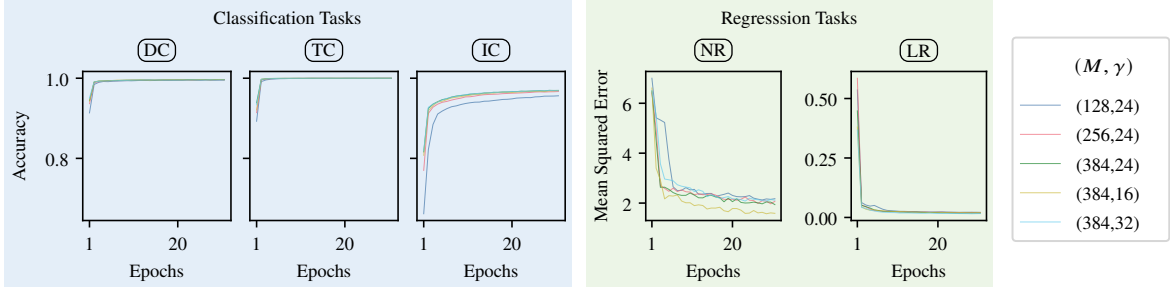 Classification Tasks
Regresssion Tasks
DC
TC
IC
NR
LR
(M, γ)
(128,24)
(256,24)
(384,24)
(384,16)
(384,32)
Accuracy
1.0
0.8
Mean Squared Error
6
4
2
0.50
0.25
0.00
1
20
1
20
1
20
1
20
1
20
Epochs
Epochs
Epochs
Epochs
Epochs